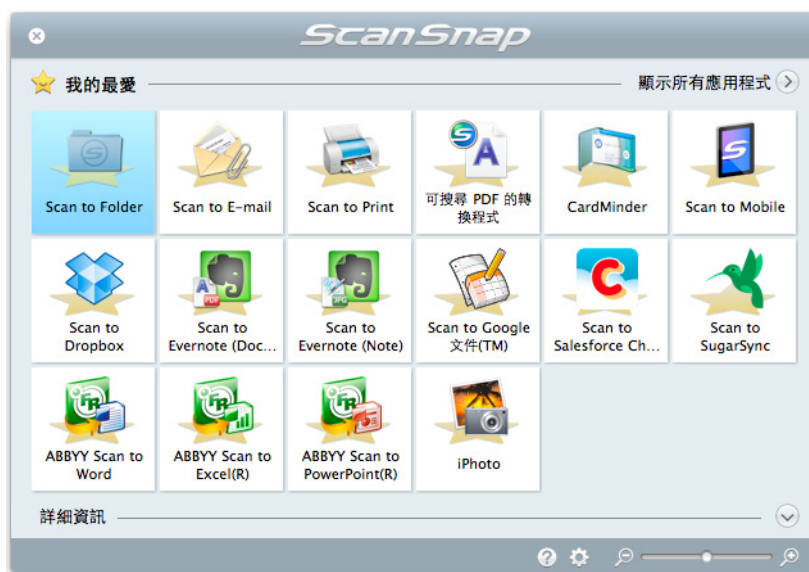 ScanSnap
我的最愛
顯示所有應用程式
Scan to Folder
Scan to E-mail
Scan to Print
可搜尋 PDF 的轉
換程式
CardMinder
Scan to Mobile
Scan to
Dropbox
Scan to
Evernote (Doc...
Scan to
Evernote (Note)
Scan to Google
文件(TM)
Scan to
Salesforce Ch...
Scan to
SugarSync
ABBYY Scan to
Word
ABBYY Scan to
Excel(R)
ABBYY Scan to
PowerPoint(R)
iPhoto
詳細資訊